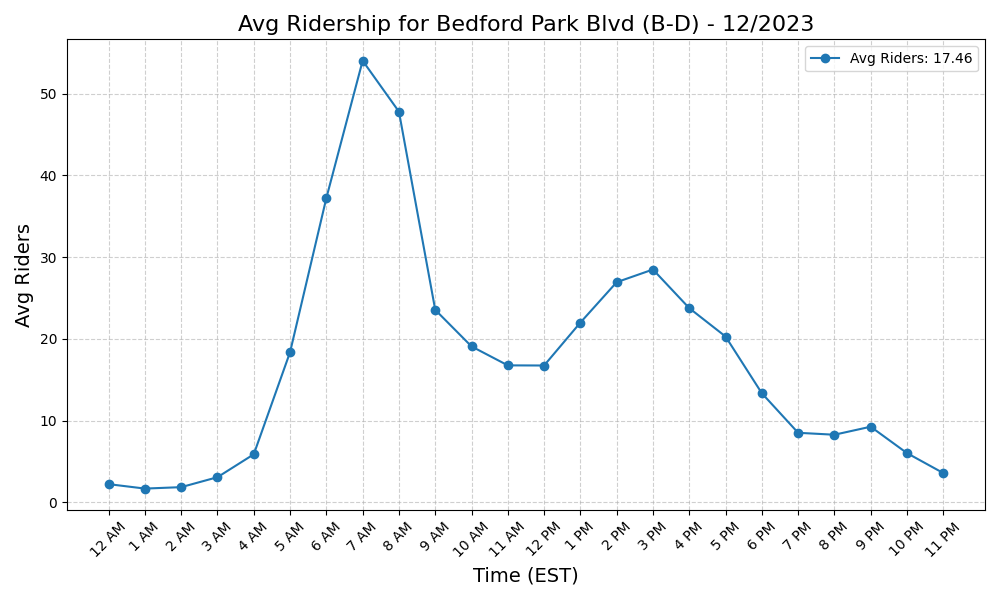 Avg Ridership for Bedford Park Blvd (B-D) - 12/2023
Avg Riders: 17.46
Avg Riders
50
40
30
20
10
0
12 AM
1 AM
2 AM
3 AM
4 AM
5 AM
6 AM
7 AM
8 AM
9 AM
10 AM
11 AM
12 PM
1 PM
2 PM
3 PM
4 PM
5 PM
6 PM
7 PM
8 PM
9 PM
10 PM
11 PM
Time (EST)